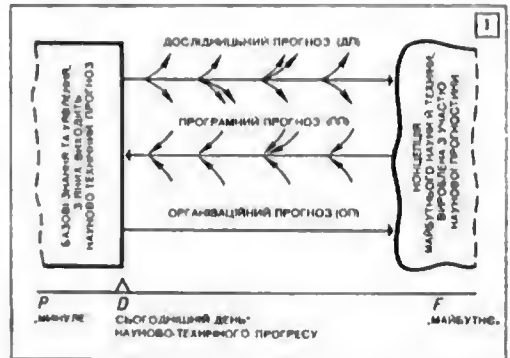 1
ДОСЛІДНИЦЬКИЙ ПРОГНОЗ (ДП)
ПРОГРАМНИЙ ПРОГНОЗ (ПП)
ОРГАНІЗАЦІЙНИЙ ПРОГНОЗ (ОП)
БАЗОВІ ЗНАННЯ ТА УЯВЛЕННЯ,
З ЯКИХ ВИХОДИТЬ
НАУКОВО-ТЕХНІЧНИЙ ПРОГНОЗ
КОНЦЕПЦІЯ
МАЙБУТНЬОГО НАУКИ Й ТЕХНІКИ,
ВИРОБЛЕНА З УЧАСТЮ
НАУКОВОЇ ПРОГНОСТИКИ
P D F
„МИНУЛЕ СЬОГОДНІШНІЙ ДЕНЬ" „МАЙБУТНЄ"
НАУКОВО-ТЕХНІЧНОГО ПРОГРЕСУ